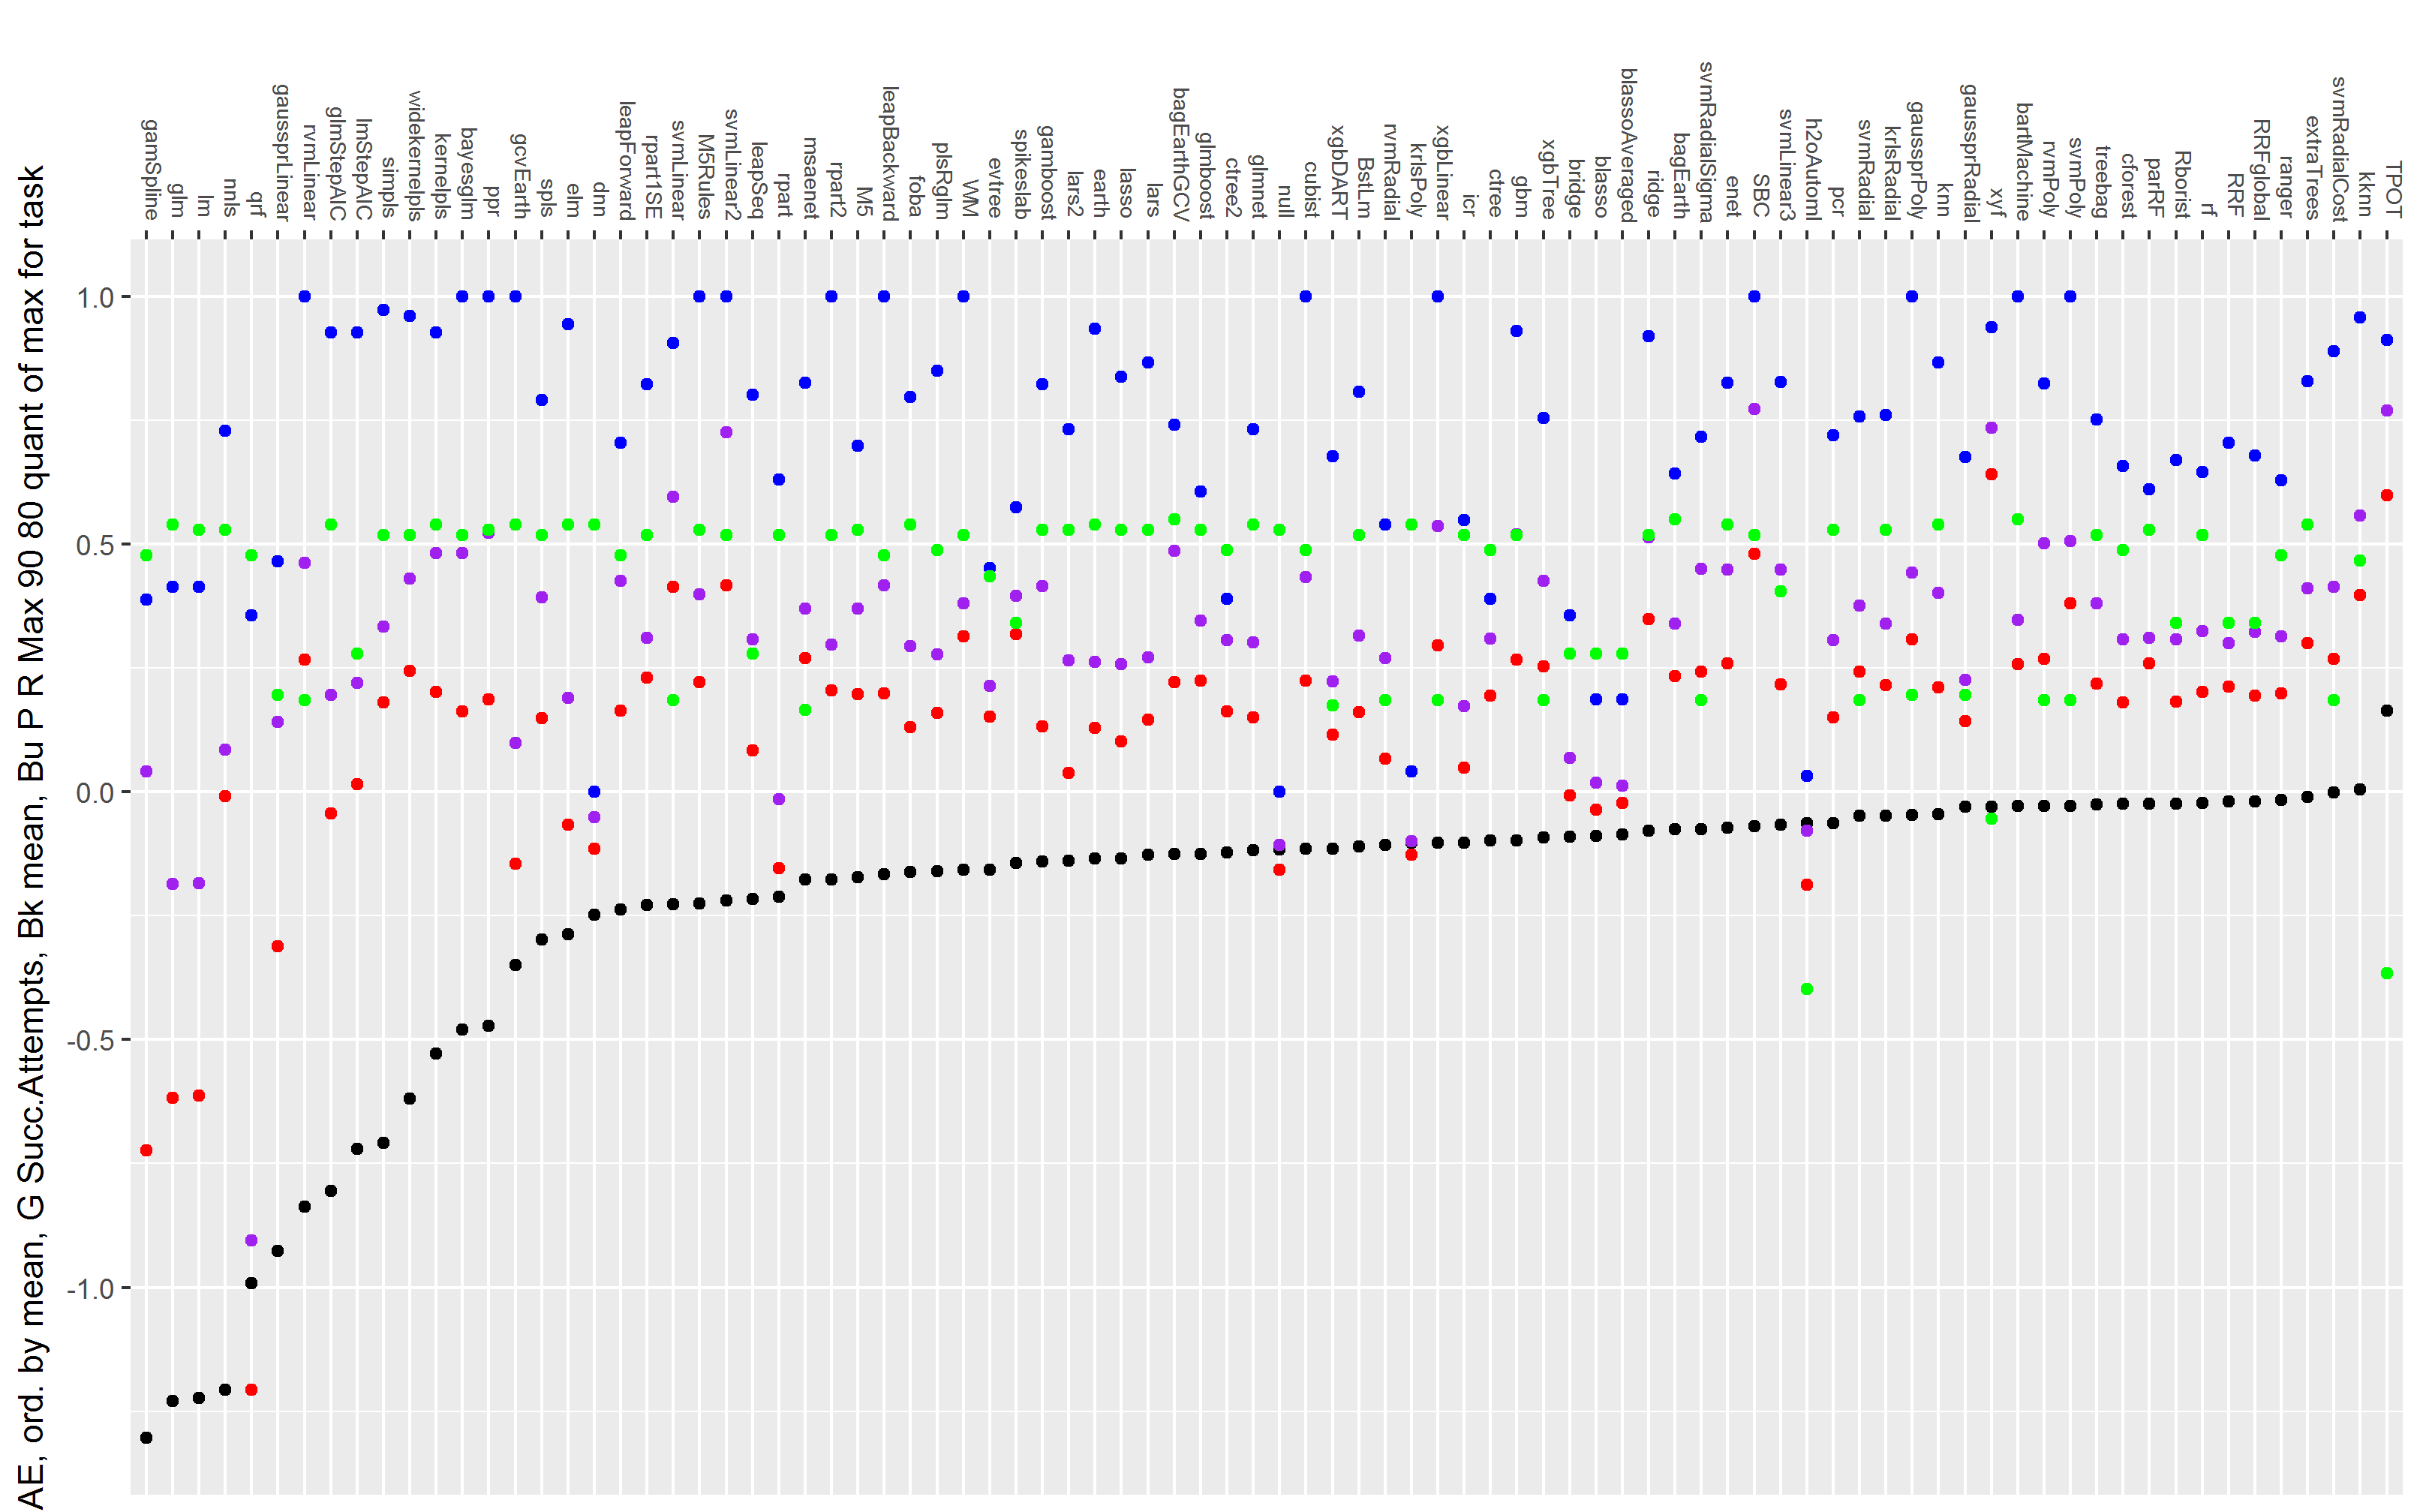 gamSpline
glm
lm
nnls
qrf
gaussprLinear
rvmLinear
glmStepAIC
lmStepAIC
simpls
widekernelpls
kernelpls
bayesglm
ppr
gcvEarth
spls
elm
dnn
leapForward
rpart1SE
svmLinear
M5Rules
svmLinear2
leapSeq
rpart
msaenet
rpart2
M5
leapBackward
foba
plsRglm
WM
evtree
spikeslab
gamboost
lars2
earth
lasso
lars
bagEarthGCV
glmboost
ctree2
glmnet
null
cubist
xgbDART
BstLm
rvmRadial
krlsPoly
xgbLinear
icr
ctree
gbm
xgbTree
bridge
blasso
blassoAveraged
ridge
bagEarth
svmRadialSigma
enet
SBC
svmLinear3
h2oAutoml
pcr
svmRadial
krlsRadial
gaussprPoly
knn
gaussprRadial
xyf
bartMachine
rvmPoly
svmPoly
treebag
cforest
parRF
Rborist
rf
RRF
RRFglobal
ranger
extraTrees
svmRadialCost
kknn
TPOT
AE, ord. by mean, G Succ.Attempts, Bk mean, Bu P R Max 90 80 quant of max for task
1.0
0.5
0.0
-0.5
-1.0